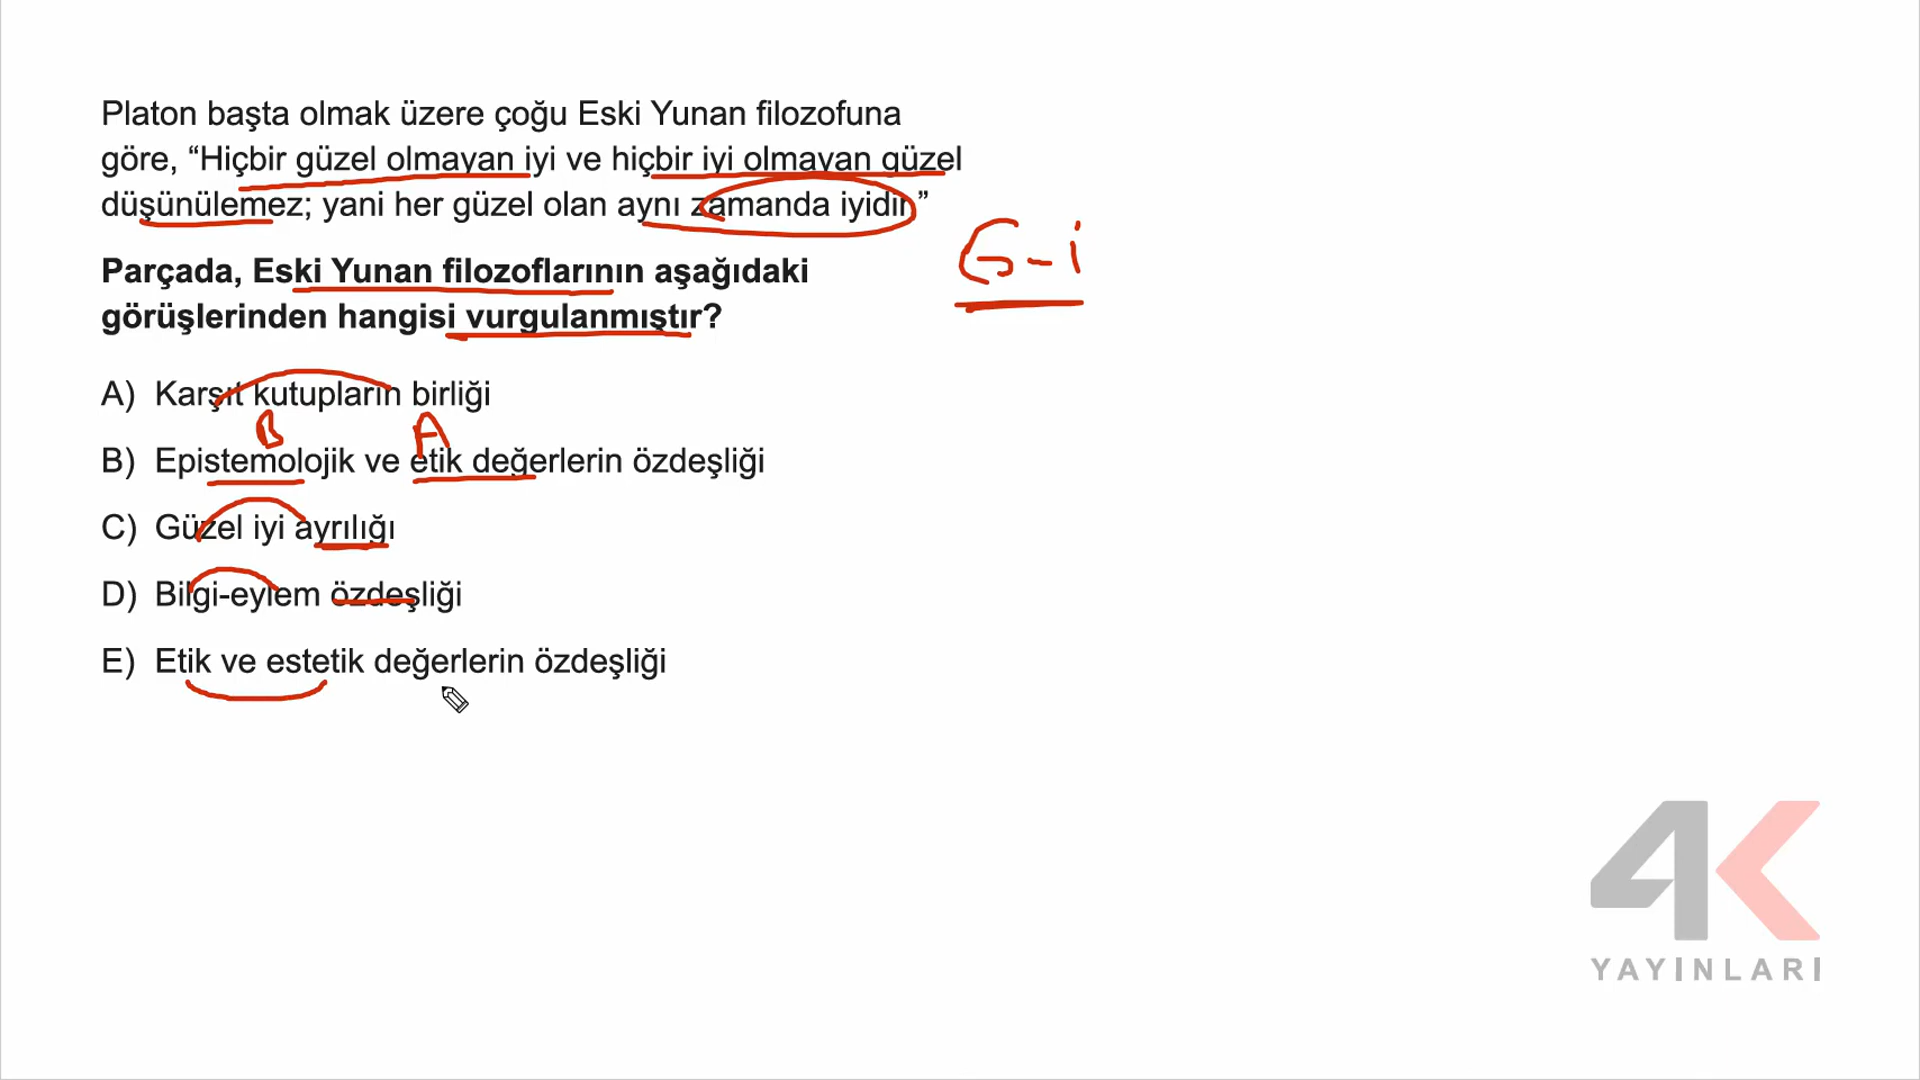 Platon başta olmak üzere çoğu Eski Yunan filozofuna
göre, “Hiçbir güzel olmayan iyi ve hiçbir iyi olmayan güzel
düşünülemez; yani her güzel olan aynı zamanda iyidir.”
G-i
Parçada, Eski Yunan filozoflarının aşağıdaki
görüşlerinden hangisi vurgulanmıştır?
A) Karşıt kutupların birliği
B A
B) Epistemolojik ve etik değerlerin özdeşliği
C) Güzel iyi ayrılığı
D) Bilgi-eylem özdeşliği
E) Etik ve estetik değerlerin özdeşliği
4K
YAYINLARI